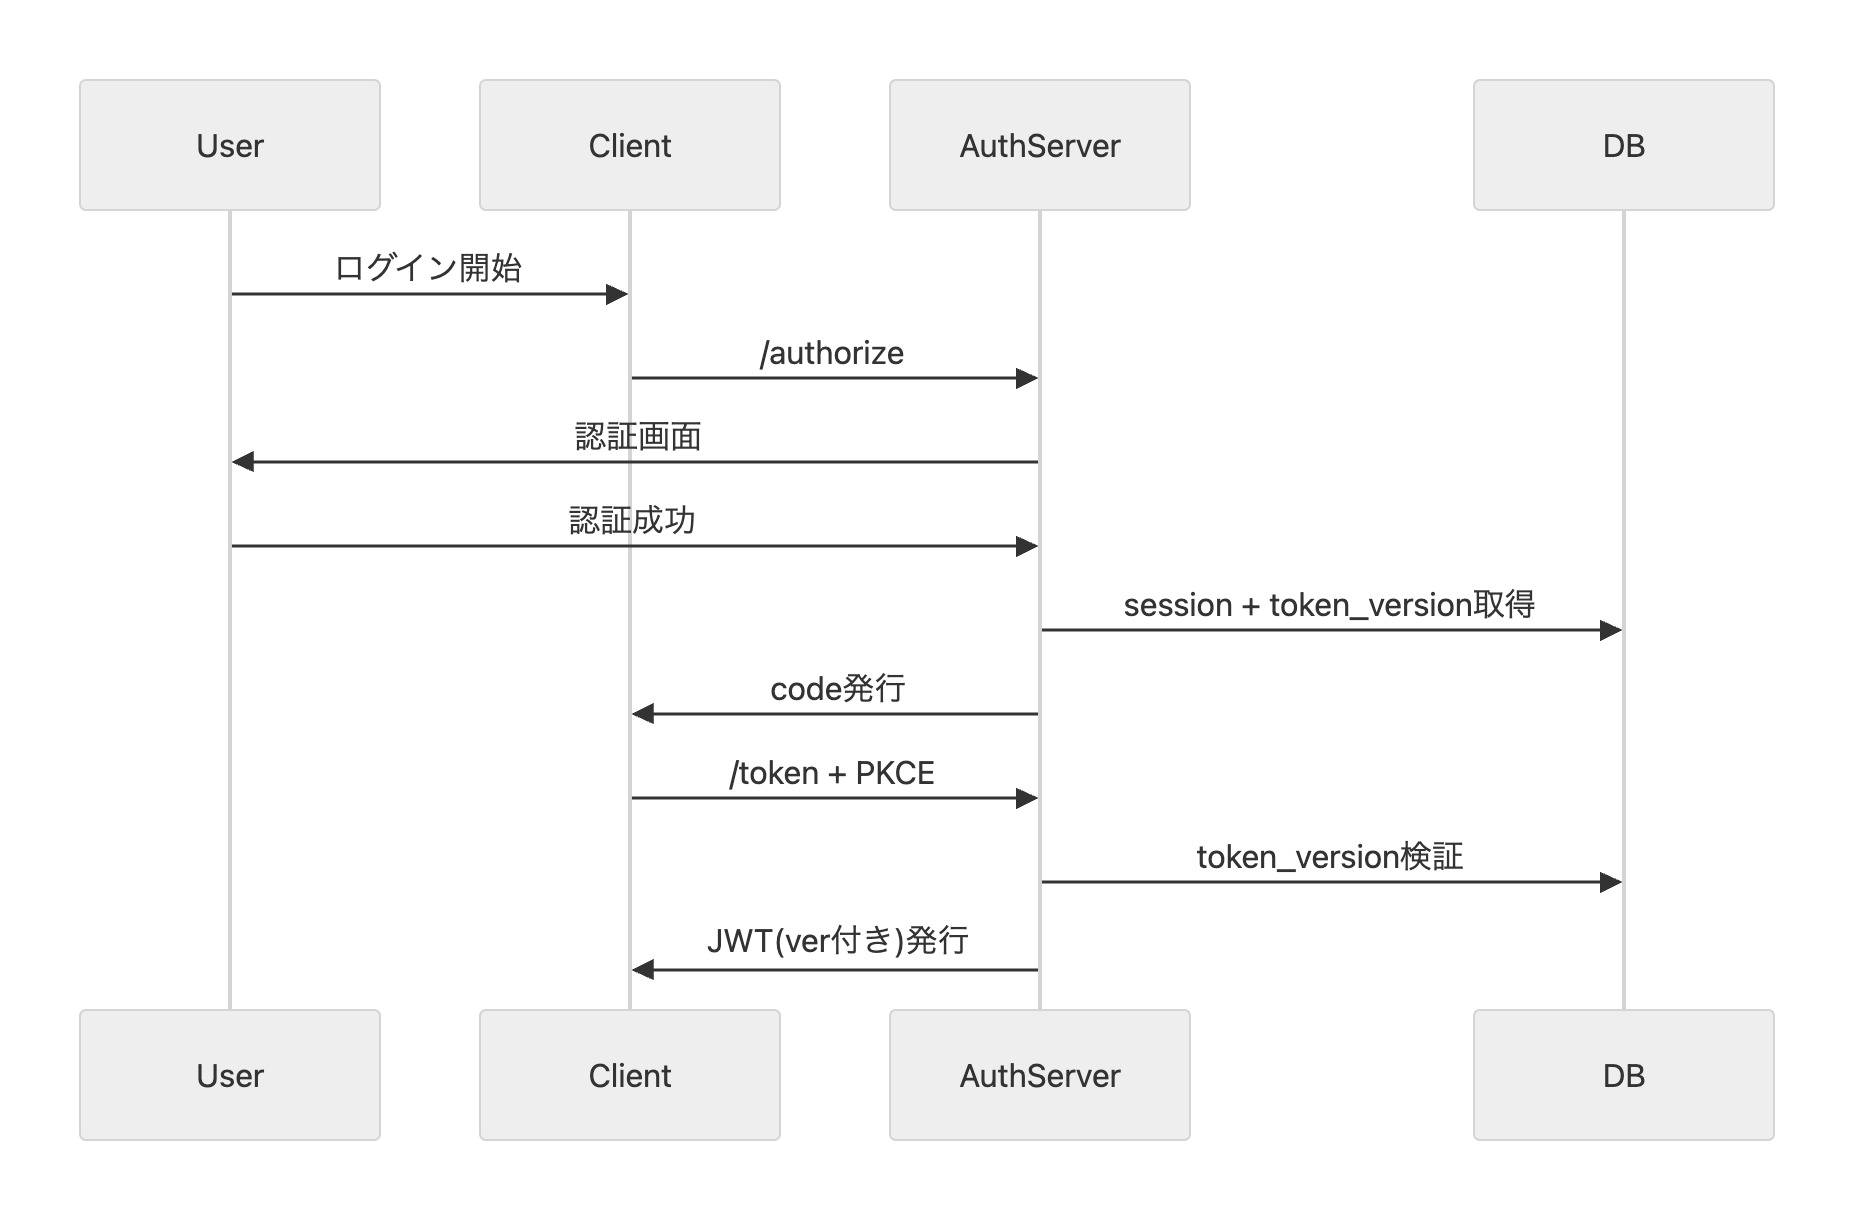 User
Client
AuthServer
DB
ログイン開始
/authorize
認証画面
認証成功
session + token_version取得
code発行
/token + PKCE
token_version検証
JWT(ver付き)発行
User
Client
AuthServer
DB